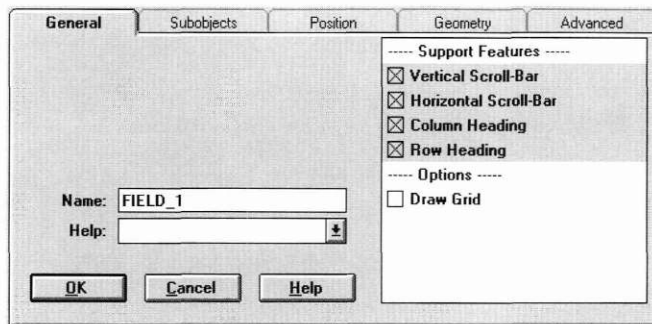 General
Subobjects
Position
Geometry
Advanced
----- Support Features -----
Vertical Scroll-Bar
Horizontal Scroll-Bar
Column Heading
Row Heading
----- Options -----
Draw Grid
Name: FIELD_1
Help:
OK
Cancel
Help